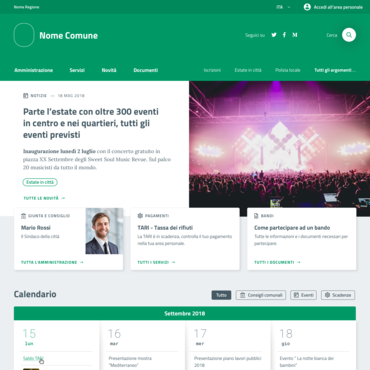 Nome Regione
ITA
Accedi all'area personale
Nome Comune
Seguici su
Cerca
Amministrazione
Servizi
Novità
Documenti
Iscrizioni
Estate in città
Polizia locale
Tutti gli argomenti...
NOTIZIE — 18 MAG 2018
Parte l'estate con oltre 300 eventi
in centro e nei quartieri, tutti gli
eventi previsti
Inaugurazione lunedì 2 luglio con il concerto gratuito in
piazza XX Settembre degli Sweet Soul Music Revue. Sul palco
20 musicisti da tutto il mondo.
Estate in città
TUTTE LE NOVITÀ →
GIUNTA E CONSIGLIO
Mario Rossi
Il Sindaco della città
TUTTA L'AMMINISTRAZIONE →
PAGAMENTI
TARI - Tassa dei rifiuti
La TARI è in scadenza, controlla il tuo pagamento
nella tua area personale.
TUTTI I SERVIZI →
BANDI
Come partecipare ad un bando
Tutte le informazioni e i documenti necessari per
partecipare.
TUTTI I DOCUMENTI →
Calendario
Tutto
Consigli comunali
Eventi
Scadenze
Settembre 2018
15
lun
Saldo TARI
16
mar
Presentazione mostra
"Mediterraneo"
17
mer
Presentazione piano lavori pubblici
2018
18
gio
Evento " La notte bianca dei
bambini"